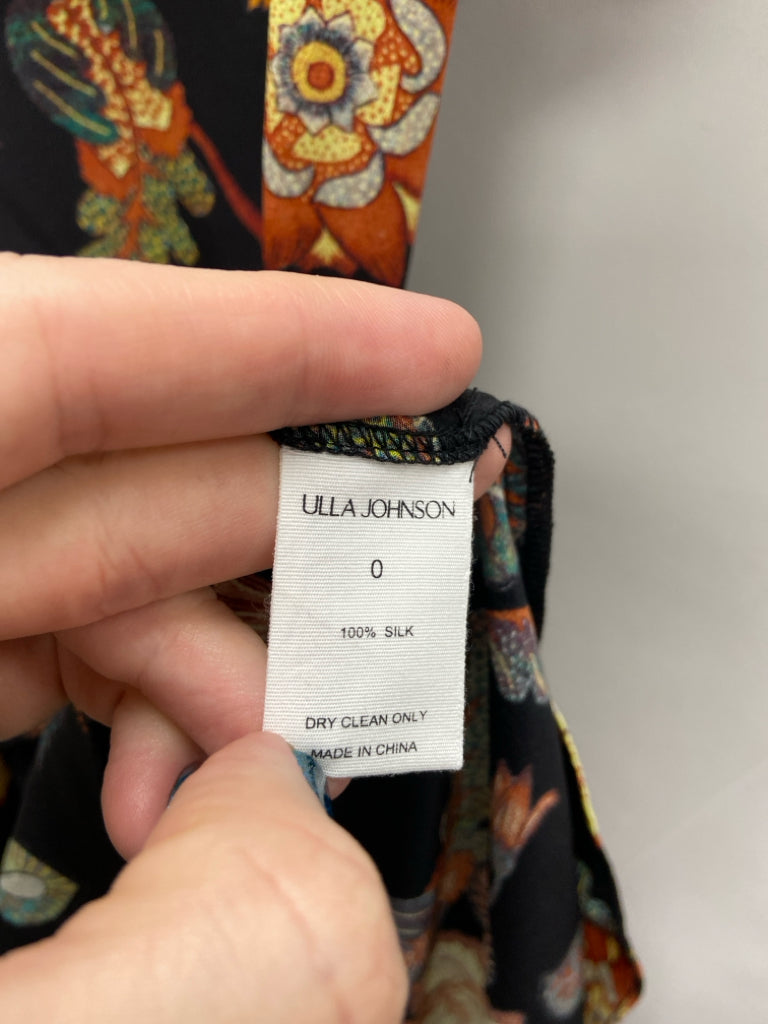 ULLA JOHNSON
0
100% SILK
DRY CLEAN ONLY
MADE IN CHINA